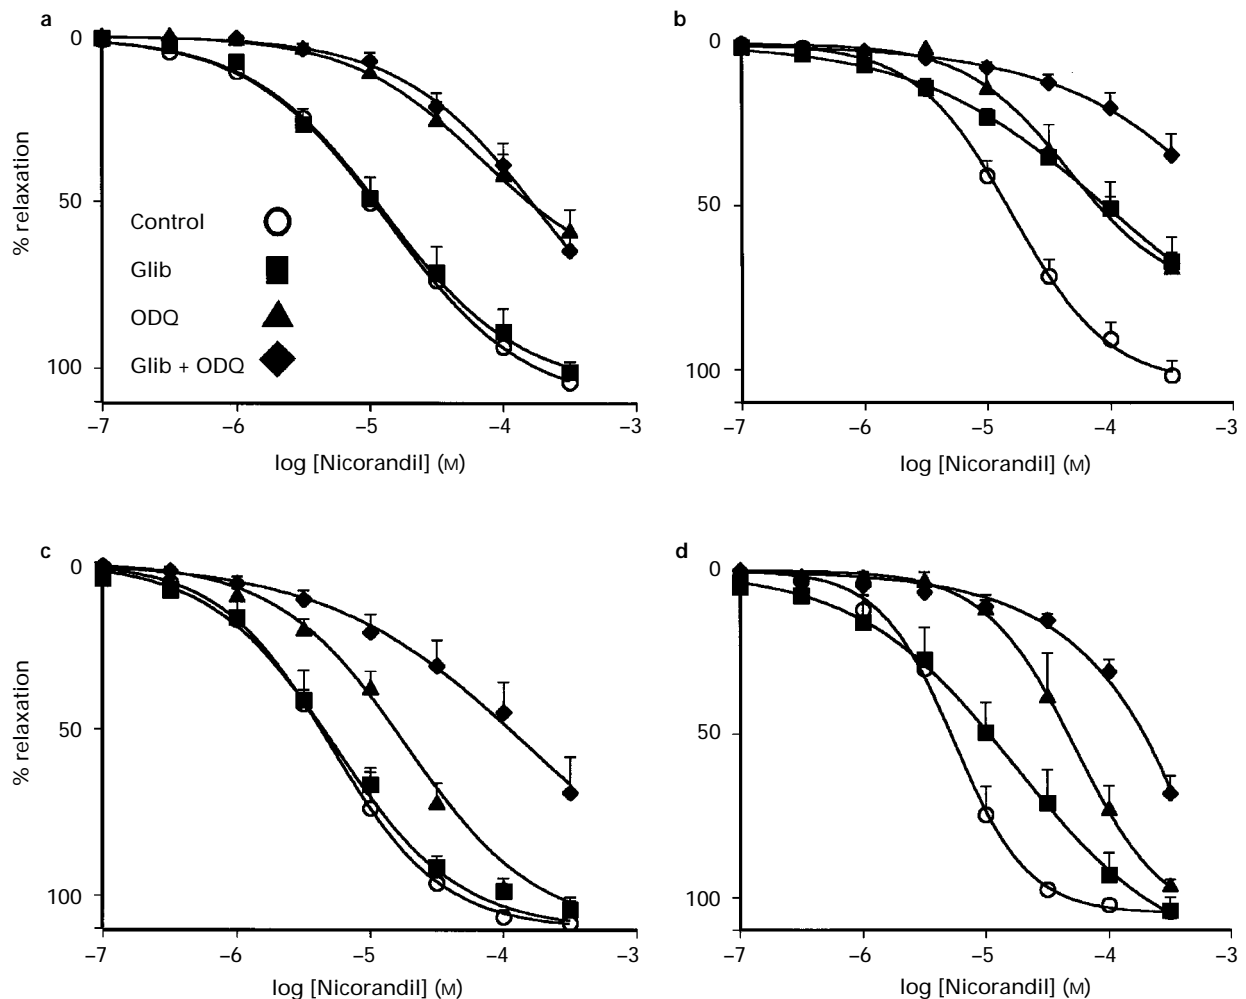 a
b
0
50
100
% relaxation
Control
Glib
ODQ
Glib + ODQ
−7 −6 −5 −4 −3
log [Nicorandil] (M)
0
50
100
−7 −6 −5 −4 −3
log [Nicorandil] (M)
c
d
0
50
100
% relaxation
−7 −6 −5 −4 −3
log [Nicorandil] (M)
0
50
100
−7 −6 −5 −4 −3
log [Nicorandil] (M)